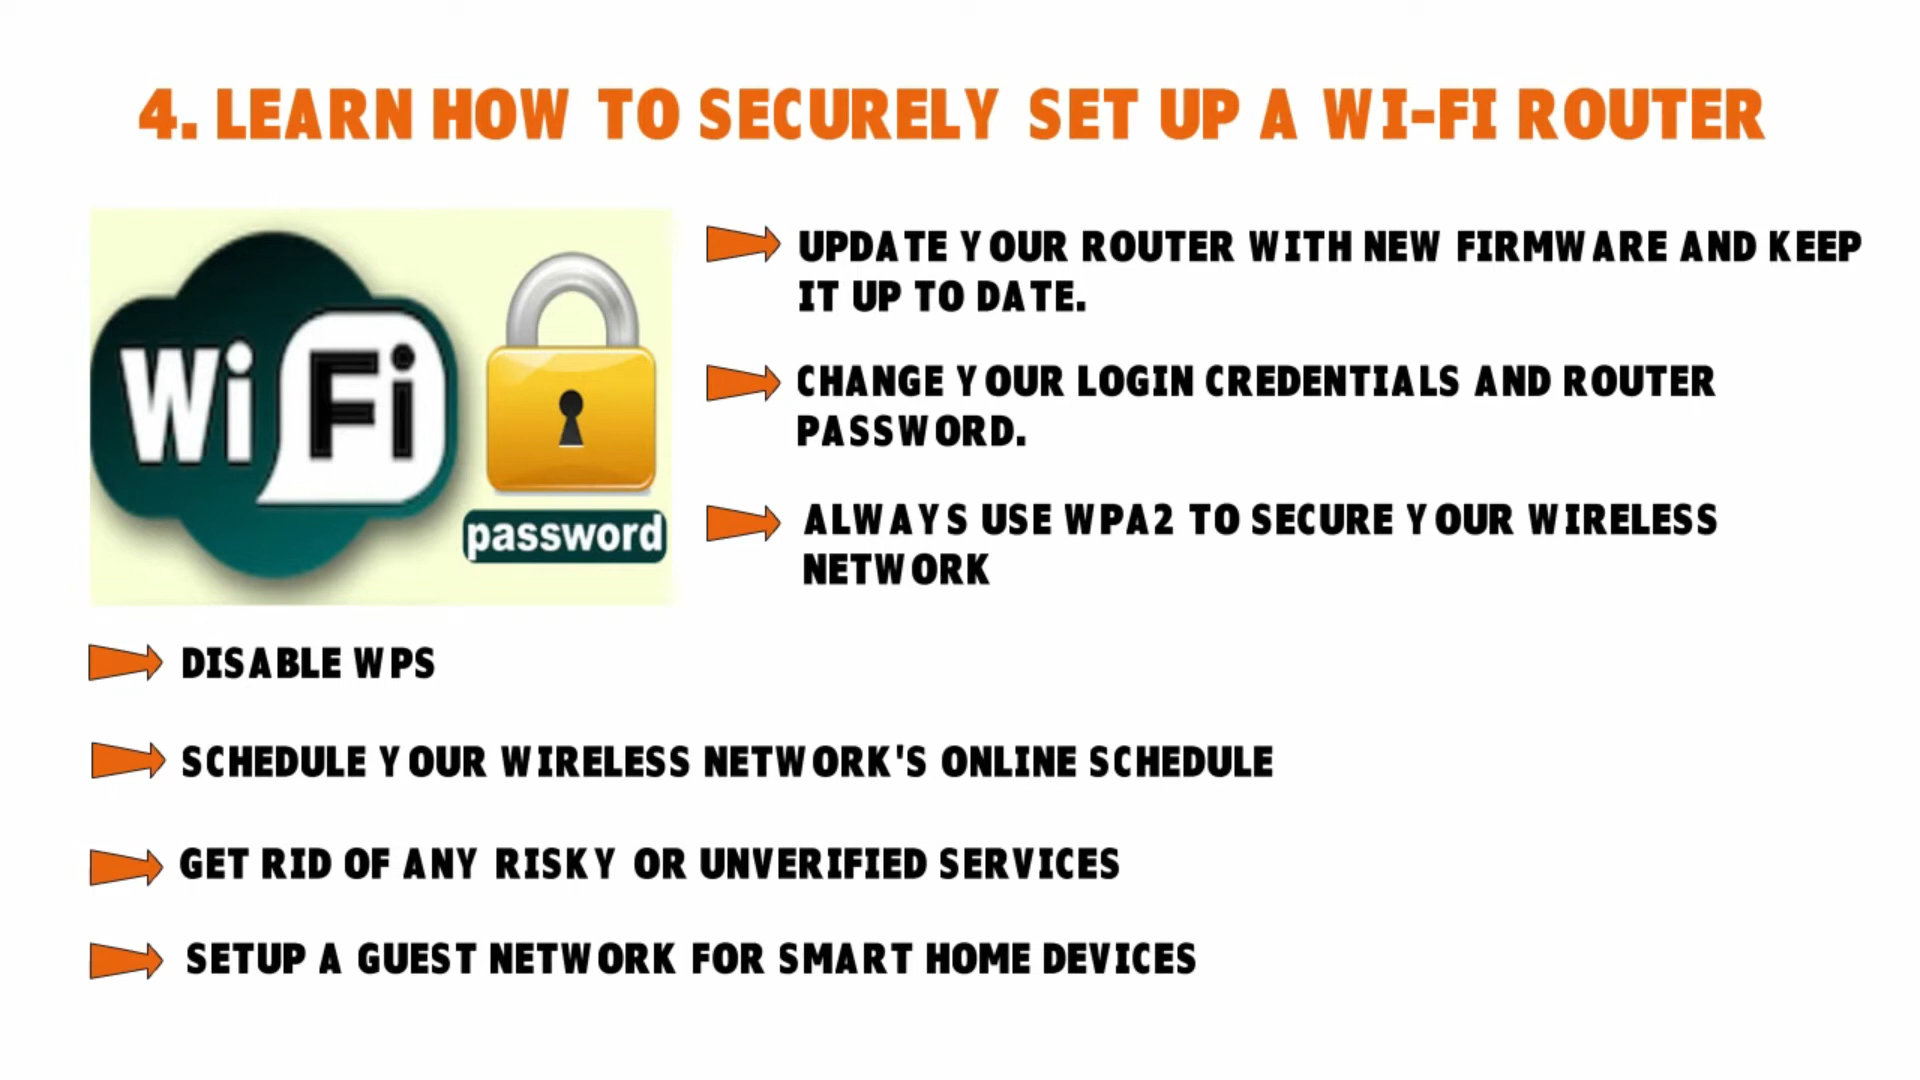 4. LEARN HOW TO SECURELY SET UP A WI-FI ROUTER
Wi Fi
password
UPDATE YOUR ROUTER WITH NEW FIRMWARE AND KEEP
IT UP TO DATE.
CHANGE YOUR LOGIN CREDENTIALS AND ROUTER
PASSWORD.
ALWAYS USE WPA2 TO SECURE YOUR WIRELESS
NETWORK
DISABLE WPS
SCHEDULE YOUR WIRELESS NETWORK'S ONLINE SCHEDULE
GET RID OF ANY RISKY OR UNVERIFIED SERVICES
SETUP A GUEST NETWORK FOR SMART HOME DEVICES